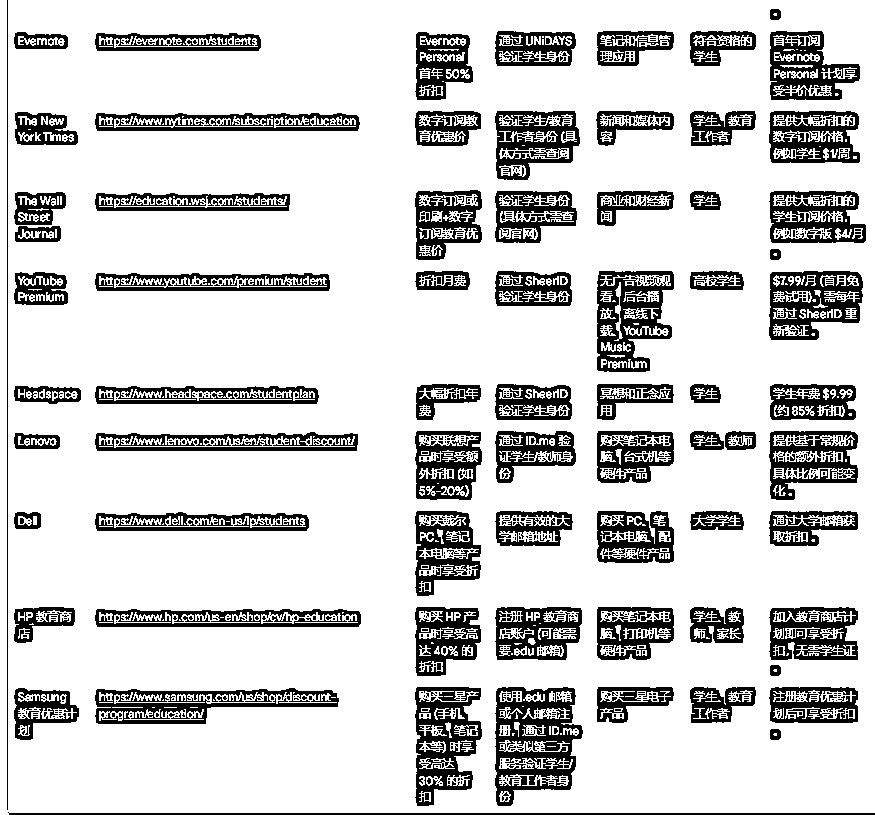 。
Evernote
https://evernote.com/students
Evernote
Personal
首年 50%
折扣
通过 UNiDAYS
验证学生身份
笔记和信息管
理应用
符合资格的
学生
首年订阅
Evernote
Personal 计划享
受半价优惠。
The New
York Times
https://www.nytimes.com/subscription/education
数字订阅教
育优惠价
验证学生/教育
工作者身份 (具
体方式需查阅
官网)
新闻和媒体内
容
学生、教育
工作者
提供大幅折扣的
数字订阅价格,
例如学生 $1/周。
The Wall
Street
Journal
https://education.wsj.com/students/
数字订阅或
印刷+数字
订阅教育优
惠价
验证学生身份
(具体方式需查
阅官网)
商业和财经新
闻
学生
提供大幅折扣的
学生订阅价格,
例如数字版 $4/月
。
YouTube
Premium
https://www.youtube.com/premium/student
折扣月费
通过 SheerID
验证学生身份
无广告视频观
看、后台播
放、离线下
载、YouTube
Music
Premium
高校学生
$7.99/月 (首月免
费试用)、需每年
通过 SheerID 重
新验证。
Headspace
https://www.headspace.com/studentplan
大幅折扣年
费
通过 SheerID
验证学生身份
冥想和正念应
用
学生
学生年费 $9.99
(约 85% 折扣)。
Lenovo
https://www.lenovo.com/us/en/student-discount/
购买联想产
品时享受额
外折扣 (如
5%-20%)
通过 ID.me 验
证学生/教师身
份
购买笔记本电
脑、台式机等
硬件产品
学生、教师
提供基于常规价
格的额外折扣,
具体比例可能变
化。
Dell
https://www.dell.com/en-us/lp/students
购买戴尔
PC、笔记
本电脑等产
品时享受折
扣
提供有效的大
学邮箱地址
购买 PC、笔
记本电脑、配
件等硬件产品
大学学生
通过大学邮箱获
取折扣。
HP 教育商
店
https://www.hp.com/us-en/shop/cv/hp-education
购买 HP 产
品时享受高
达 40% 的
折扣
注册 HP 教育商
店账户 (可能需
要.edu 邮箱)
购买笔记本电
脑、打印机等
硬件产品
学生、教
师、家长
加入教育商店计
划即可享受折
扣, 无需学生证
。
Samsung
教育优惠计
划
https://www.samsung.com/us/shop/discount-
program/education/
购买三星产
品 (手机、
平板、笔记
本等) 时享
受高达
30% 的折
扣
使用.edu 邮箱
或个人邮箱注
册, 通过 ID.me
或类似第三方
服务验证学生/
教育工作者身
份
购买三星电子
产品
学生、教育
工作者
注册教育优惠计
划后可享受折扣
。